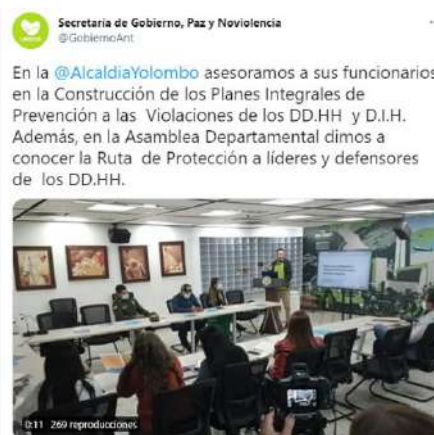 Secretaría de Gobierno, Paz y Noviolencia
@GobiernoAnt
En la @AlcaldiaYolombo asesoramos a sus funcionarios
en la Construcción de los Planes Integrales de
Prevención a las Violaciones de los DD.HH y D.I.H.
Además, en la Asamblea Departamental dimos a
conocer la Ruta de Protección a líderes y defensores
de los DD.HH.
0:11 269 reproducciones